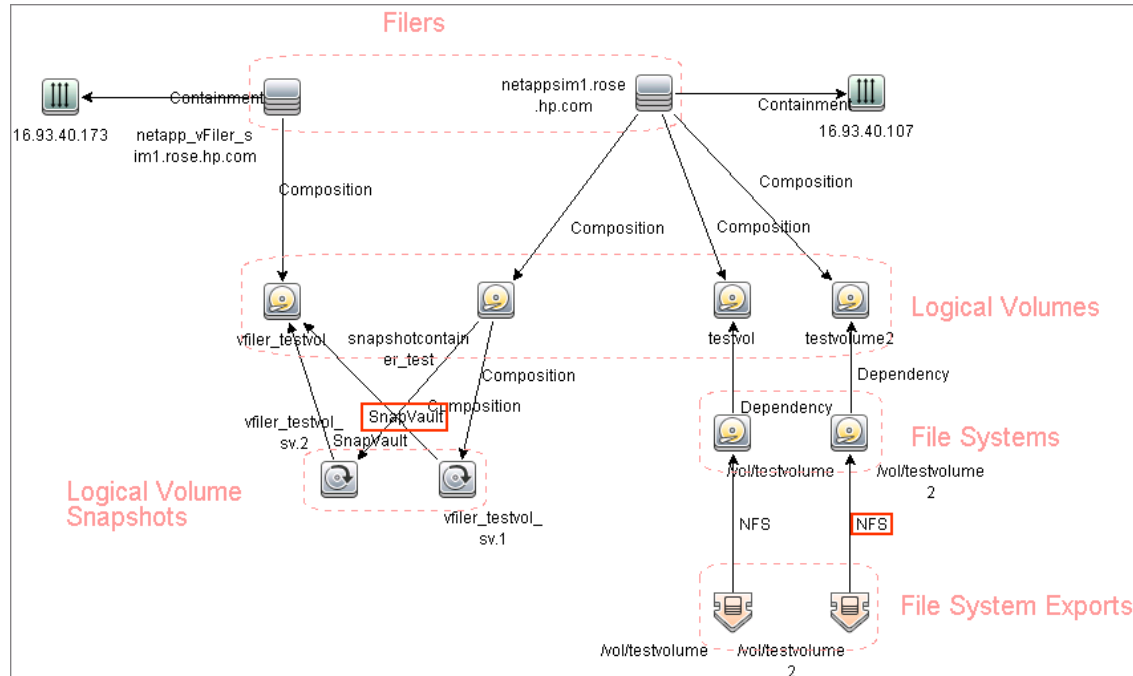 Filers
netappsim1.rose
.hp.com
Containment
Containment
16.93.40.173
netapp_vFiler_s
im1.rose.hp.com
16.93.40.107
Composition
Composition
Composition
Composition
Logical Volumes
vfiler_testvol
snapshotcontain
er_test
testvol
testvolume2
Composition
Dependency
Composition
SnapVault
Dependency
vfiler_testvol_
sv.2
SnapVault
File Systems
/vol/testvolume
/vol/testvolume
2
Logical Volume
Snapshots
vfiler_testvol_
sv.1
NFS
NFS
File System Exports
/vol/testvolume
/vol/testvolume
2